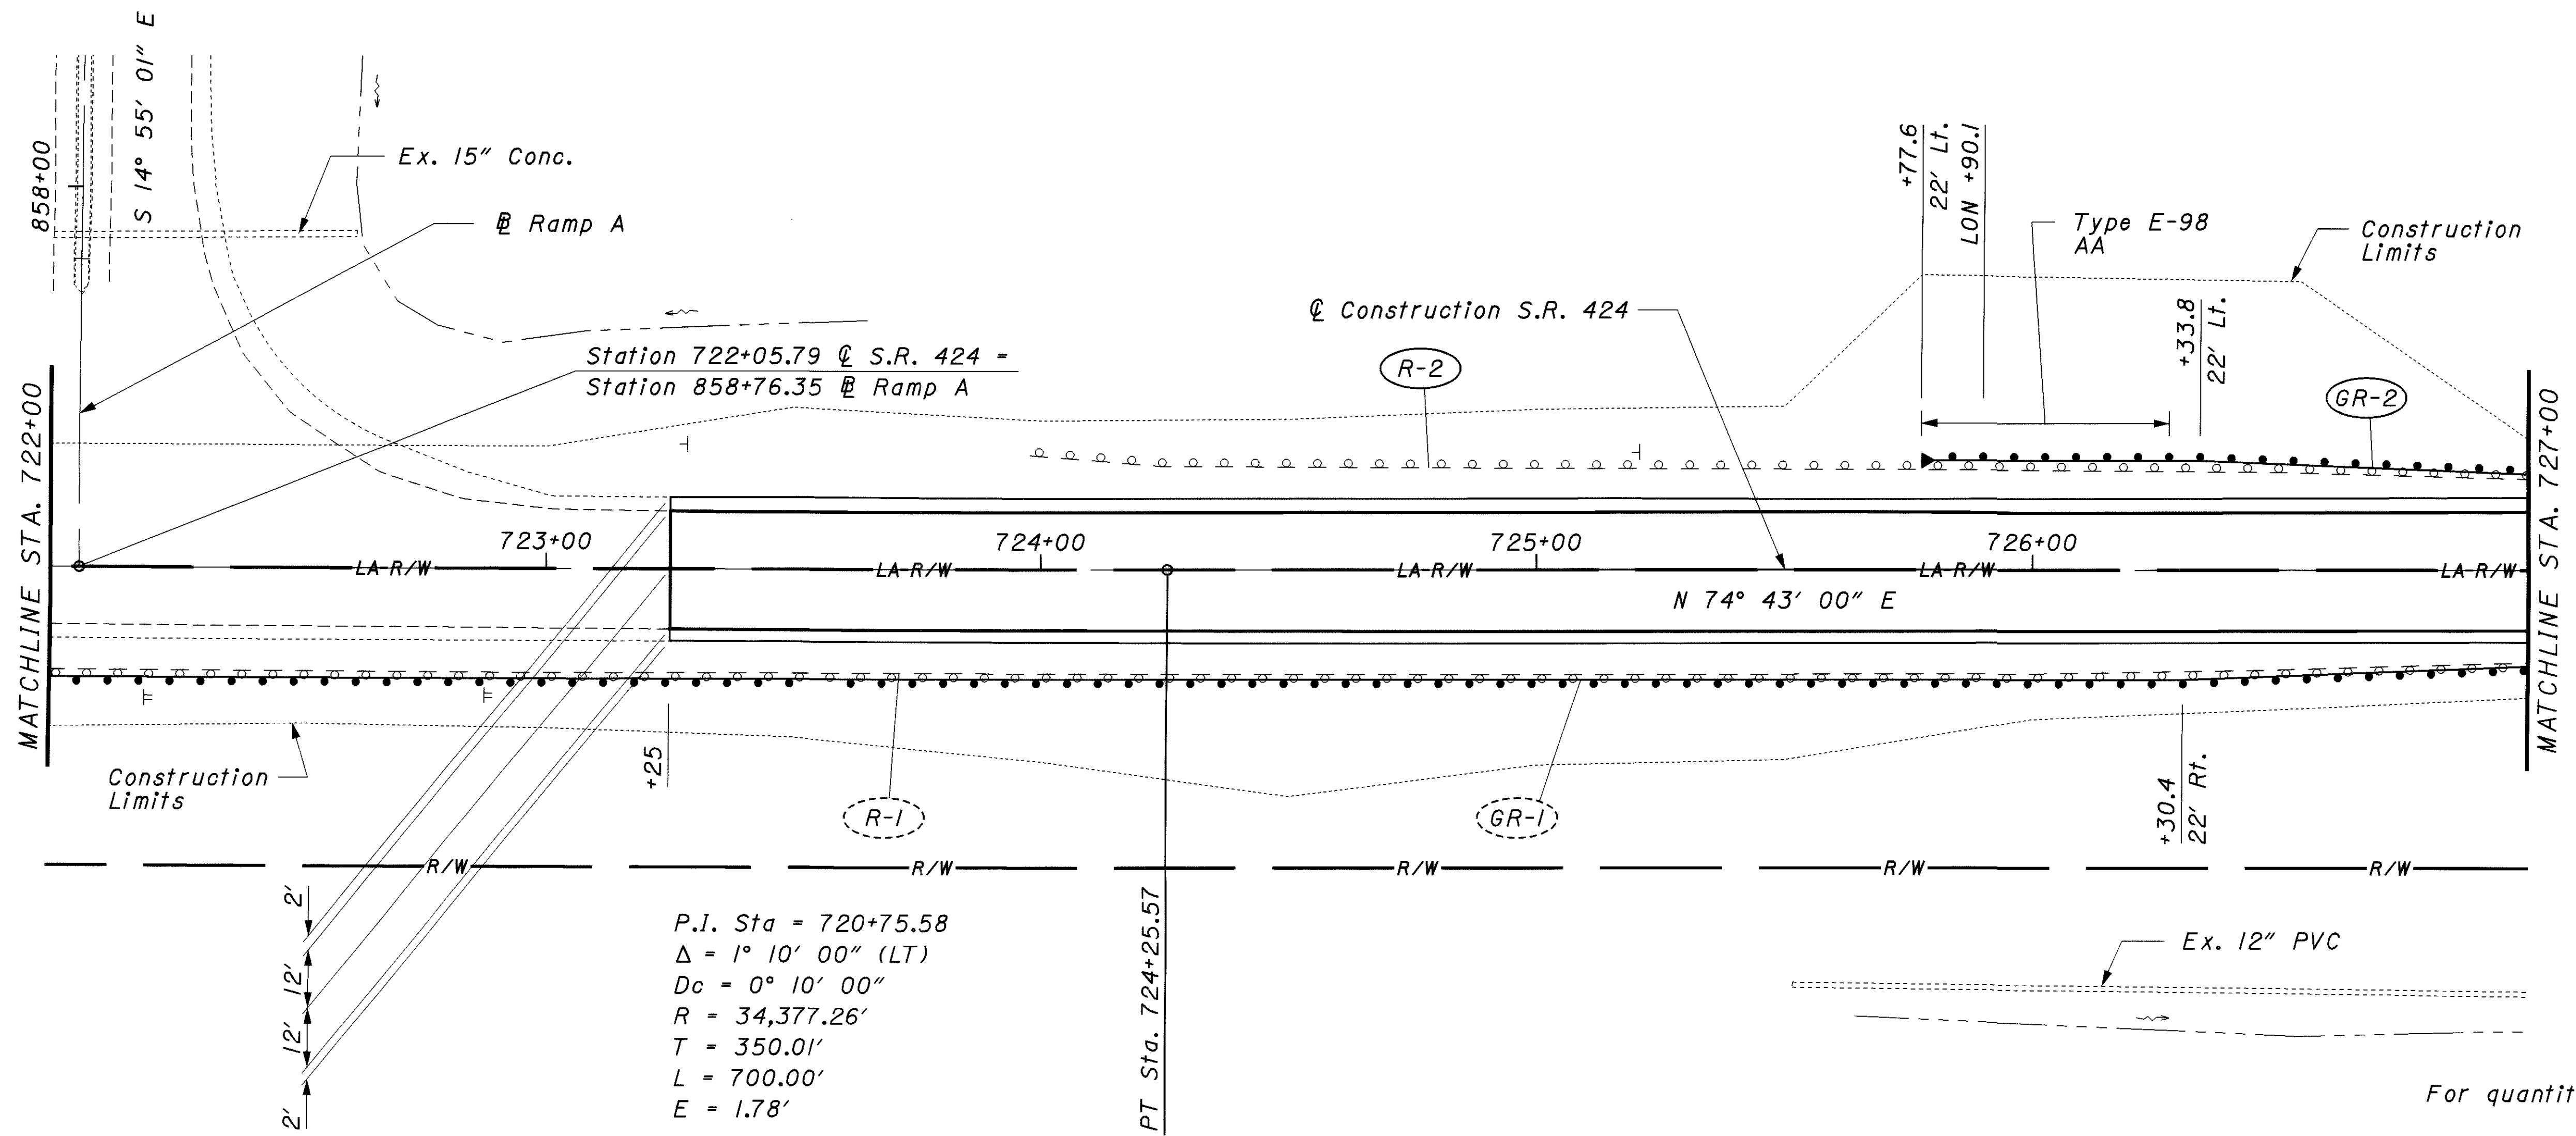 858+00
S 14° 55' 01" E
Ex. 15" Conc.
℄ Ramp A
Station 722+05.79 ℄ S.R. 424 =
Station 858+76.35 ℄ Ramp A
℄ Construction S.R. 424
R-2
+77.6
22' Lt.
LON +90.1
Type E-98
AA
Construction
Limits
+33.8
22' Lt.
GR-2
MATCHLINE STA. 722+00
MATCHLINE STA. 727+00
723+00
724+00
725+00
726+00
LA-R/W
LA-R/W
LA-R/W
LA-R/W
LA-R/W
N 74° 43' 00" E
Construction
Limits
+25
R-1
GR-1
+30.4
22' Rt.
R/W
R/W
R/W
R/W
R/W
2'
12'
12'
2'
P.I. Sta = 720+75.58
Δ = 1° 10' 00" (LT)
Dc = 0° 10' 00"
R = 34,377.26'
T = 350.01'
L = 700.00'
E = 1.78'
PT Sta. 724+25.57
Ex. 12" PVC
For quantit